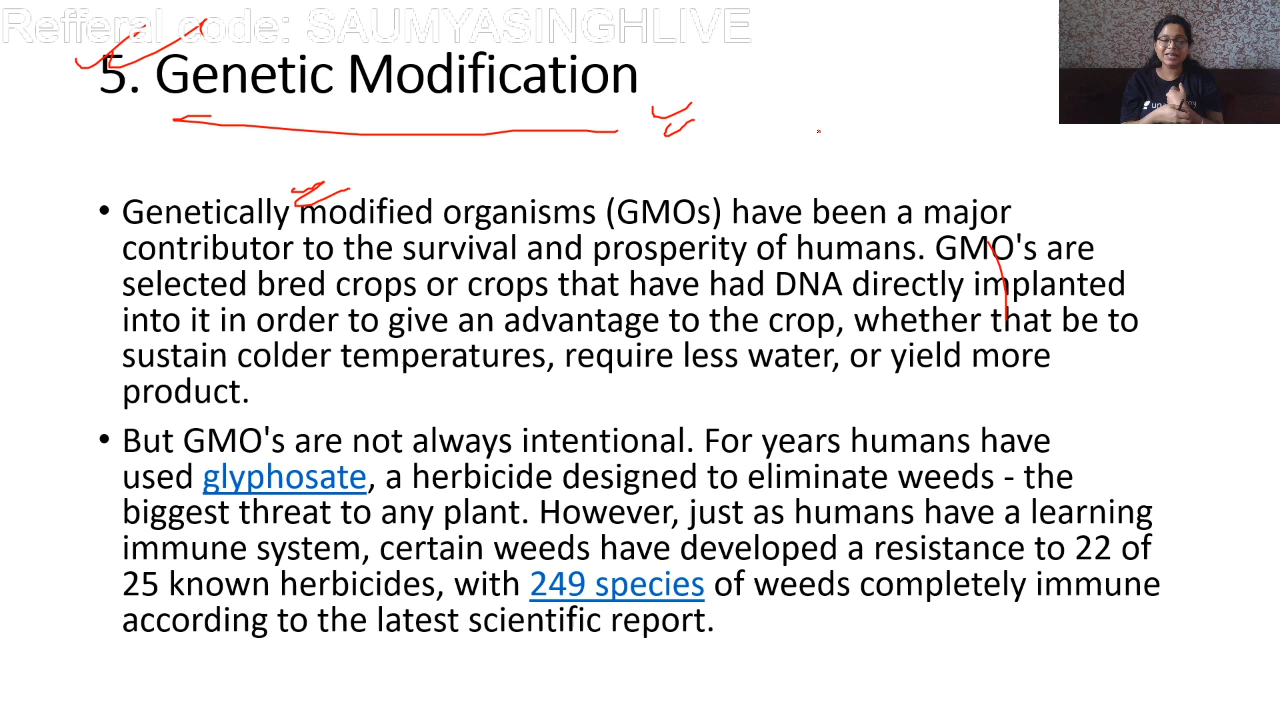 Refferal code: SAUMYASINGHLIVE
5. Genetic Modification
• Genetically modified organisms (GMOs) have been a major
contributor to the survival and prosperity of humans. GMO's are
selected bred crops or crops that have had DNA directly implanted
into it in order to give an advantage to the crop, whether that be to
sustain colder temperatures, require less water, or yield more
product.
• But GMO's are not always intentional. For years humans have
used glyphosate, a herbicide designed to eliminate weeds - the
biggest threat to any plant. However, just as humans have a learning
immune system, certain weeds have developed a resistance to 22 of
25 known herbicides, with 249 species of weeds completely immune
according to the latest scientific report.